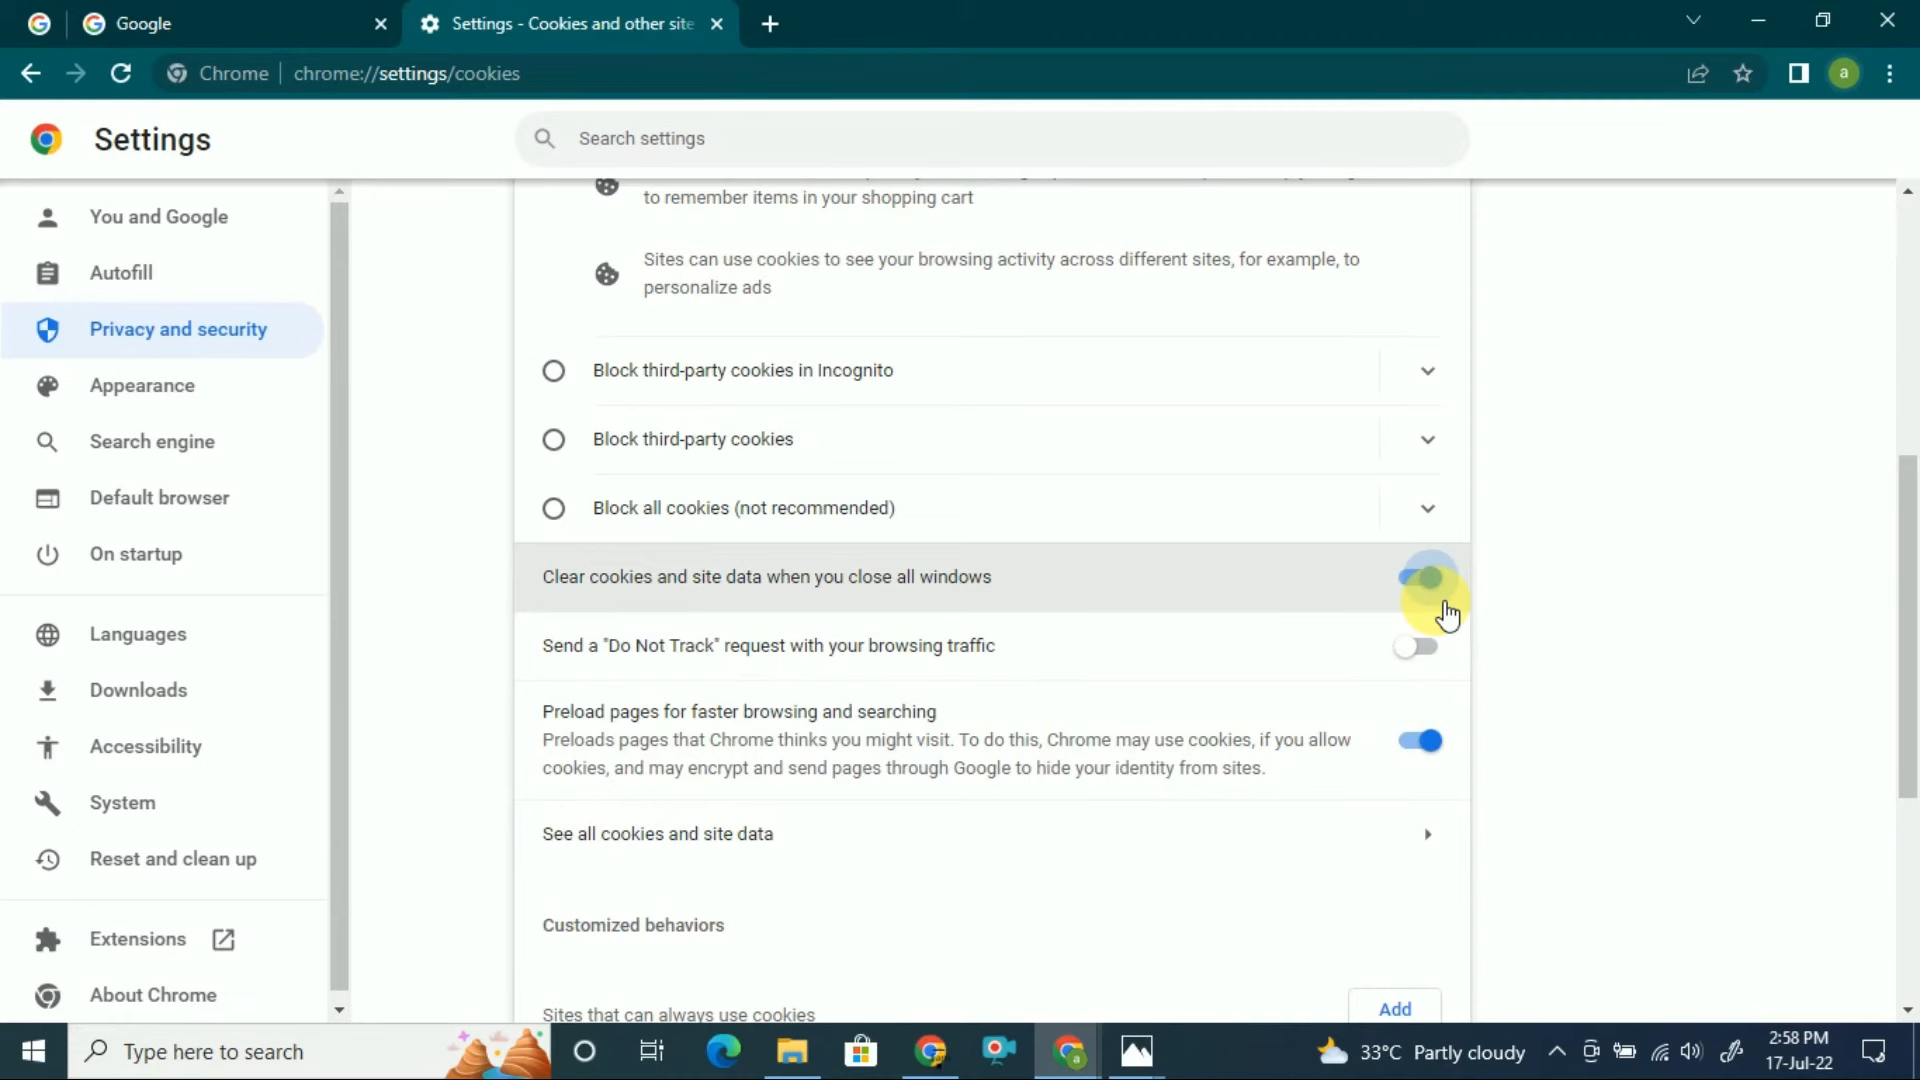 Google
Settings - Cookies and other site
Chrome
chrome://settings/cookies
a
Settings
Search settings
You and Google
Autofill
Privacy and security
Appearance
Search engine
Default browser
On startup
Languages
Downloads
Accessibility
System
Reset and clean up
Extensions
About Chrome
to remember items in your shopping cart
Sites can use cookies to see your browsing activity across different sites, for example, to
personalize ads
Block third-party cookies in Incognito
Block third-party cookies
Block all cookies (not recommended)
Clear cookies and site data when you close all windows
Send a "Do Not Track" request with your browsing traffic
Preload pages for faster browsing and searching
Preloads pages that Chrome thinks you might visit. To do this, Chrome may use cookies, if you allow
cookies, and may encrypt and send pages through Google to hide your identity from sites.
See all cookies and site data
Customized behaviors
Sites that can always use cookies
Add
Type here to search
a
33°C Partly cloudy
2:58 PM
17-Jul-22